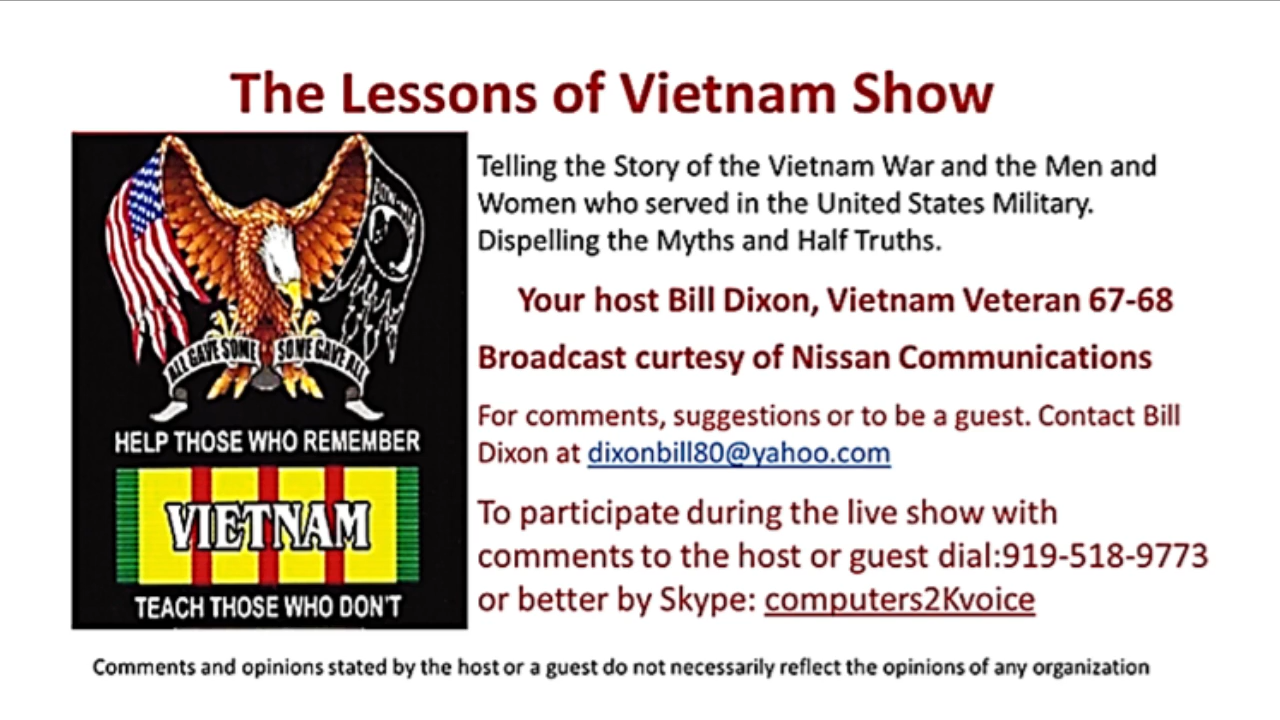 The Lessons of Vietnam Show
Telling the Story of the Vietnam War and the Men and
Women who served in the United States Military.
Dispelling the Myths and Half Truths.
Your host Bill Dixon, Vietnam Veteran 67-68
Broadcast curtesy of Nissan Communications
For comments, suggestions or to be a guest. Contact Bill
Dixon at dixonbill80@yahoo.com
To participate during the live show with
comments to the host or guest dial:919-518-9773
or better by Skype: computers2Kvoice
ALL GAVE SOME SOME GAVE ALL
HELP THOSE WHO REMEMBER
VIETNAM
TEACH THOSE WHO DON'T
Comments and opinions stated by the host or a guest do not necessarily reflect the opinions of any organization